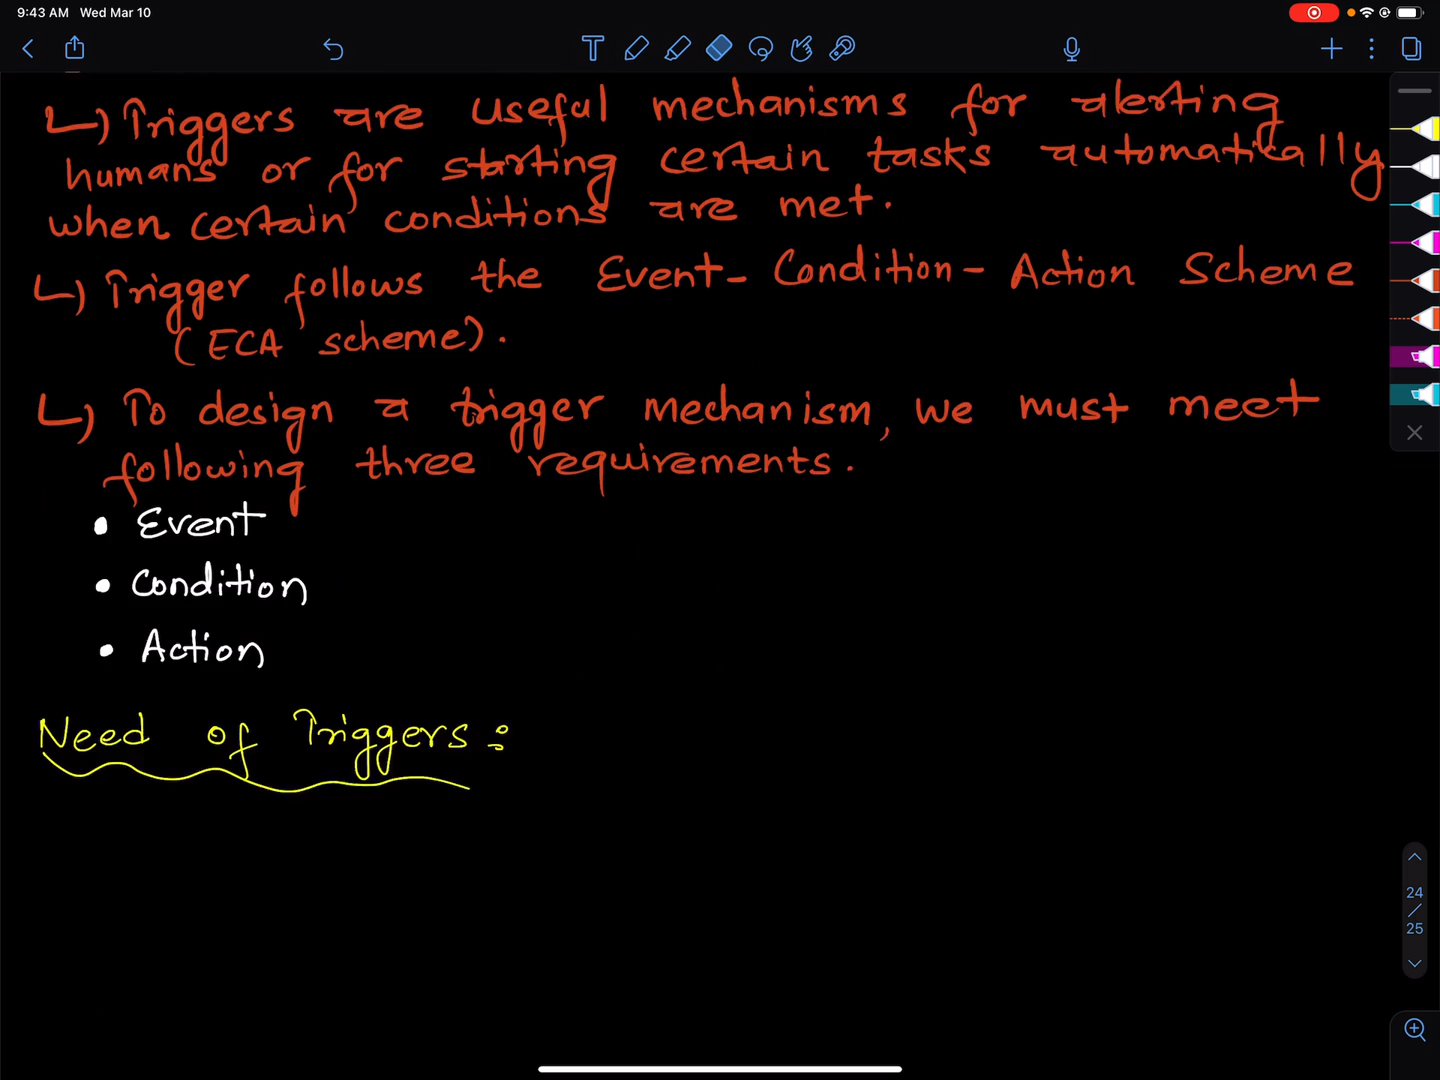 9:43 AM Wed Mar 10
↳) Triggers are useful mechanisms for alerting
humans or for starting certain tasks automatically
when certain conditions are met.
↳) Trigger follows the Event-Condition-Action Scheme
(ECA scheme).
↳) To design a trigger mechanism, we must meet
following three requirements.
• Event
• Condition
• Action
Need of Triggers:
24
/
25